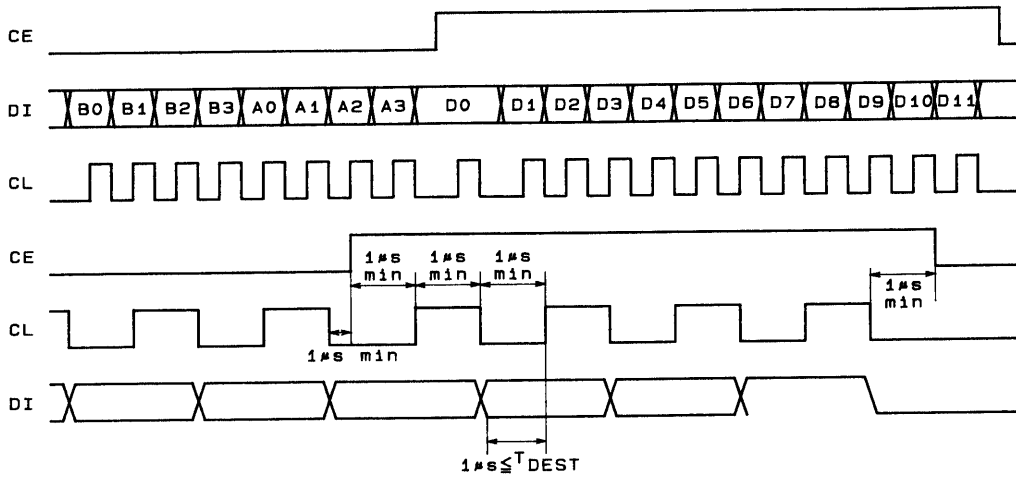 CE
DI B0 B1 B2 B3 A0 A1 A2 A3 D0 D1 D2 D3 D4 D5 D6 D7 D8 D9 D10 D11
CL
CE
1μs min 1μs min 1μs min
1μs min
CL
1μs min
DI
1μs≦TDEST